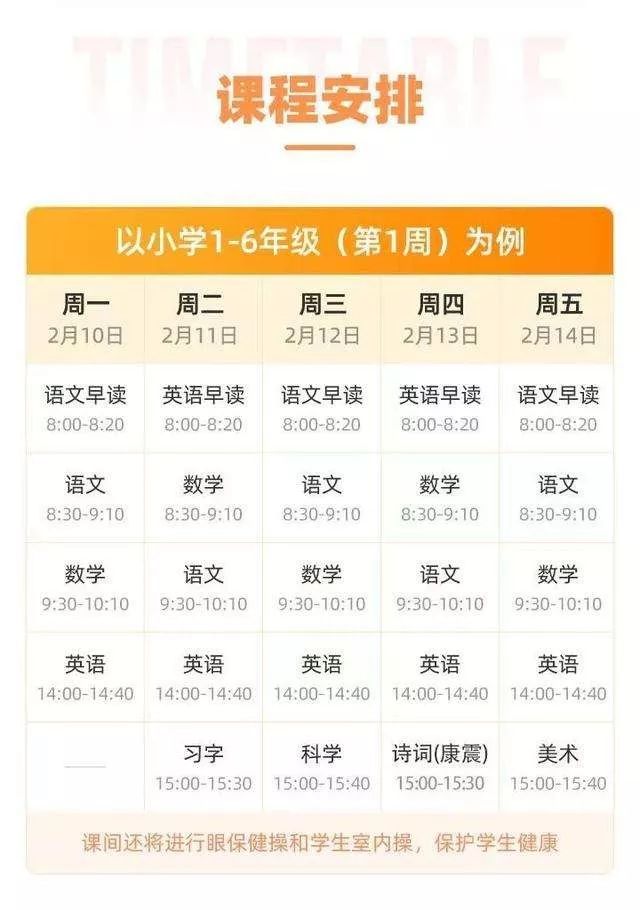 TIMETABLE
课程安排
以小学1-6年级（第1周）为例
周一 周二 周三 周四 周五
2月10日 2月11日 2月12日 2月13日 2月14日
语文早读 英语早读 语文早读 英语早读 语文早读
8:00-8:20 8:00-8:20 8:00-8:20 8:00-8:20 8:00-8:20
语文 数学 语文 数学 语文
8:30-9:10 8:30-9:10 8:30-9:10 8:30-9:10 8:30-9:10
数学 语文 数学 语文 数学
9:30-10:10 9:30-10:10 9:30-10:10 9:30-10:10 9:30-10:10
英语 英语 英语 英语 英语
14:00-14:40 14:00-14:40 14:00-14:40 14:00-14:40 14:00-14:40
习字 科学 诗词(康震) 美术
15:00-15:30 15:00-15:40 15:00-15:30 15:00-15:40
课间还将进行眼保健操和学生室内操，保护学生健康